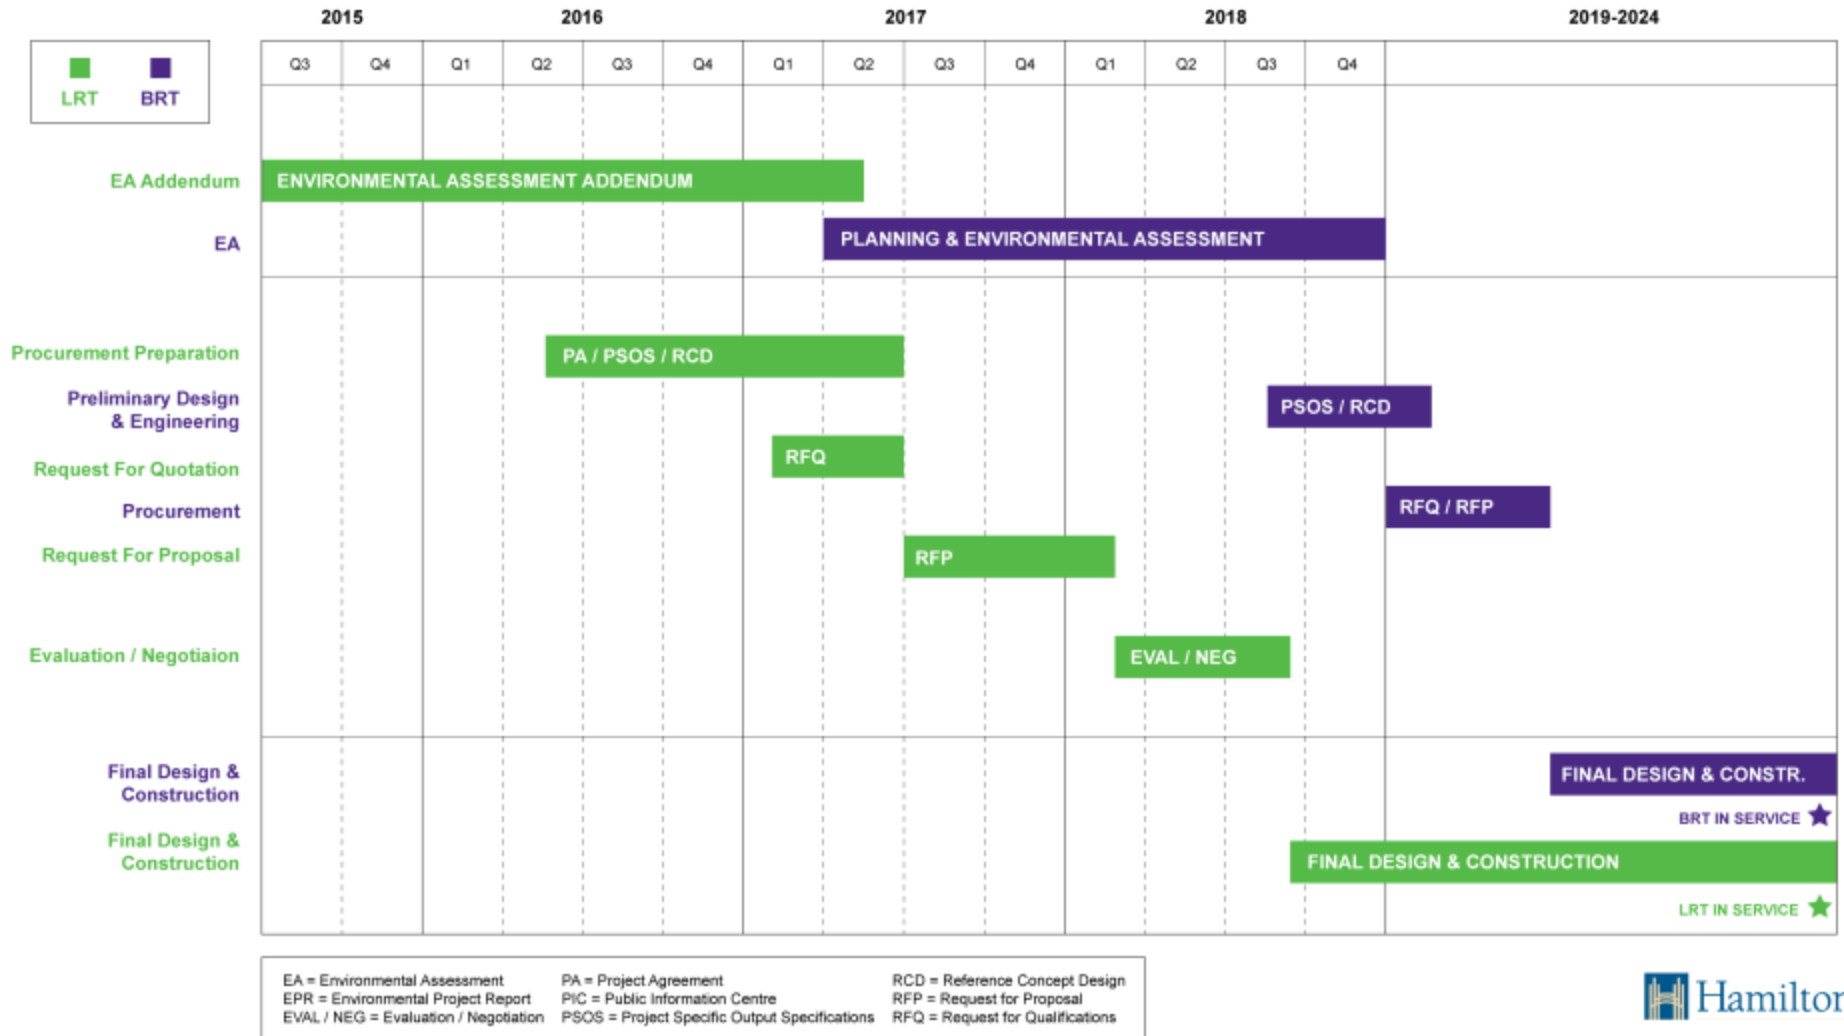 2015 2016 2017 2018 2019-2024
Q3 Q4 Q1 Q2 Q3 Q4 Q1 Q2 Q3 Q4 Q1 Q2 Q3 Q4
LRT BRT
EA Addendum
ENVIRONMENTAL ASSESSMENT ADDENDUM
EA
PLANNING & ENVIRONMENTAL ASSESSMENT
Procurement Preparation
PA / PSOS / RCD
Preliminary Design
& Engineering
PSOS / RCD
Request For Quotation
RFQ
Procurement
RFQ / RFP
Request For Proposal
RFP
Evaluation / Negotiaion
EVAL / NEG
Final Design &
Construction
FINAL DESIGN & CONSTR.
BRT IN SERVICE
Final Design &
Construction
FINAL DESIGN & CONSTRUCTION
LRT IN SERVICE
EA = Environmental Assessment PA = Project Agreement RCD = Reference Concept Design
EPR = Environmental Project Report PIC = Public Information Centre RFP = Request for Proposal
EVAL / NEG = Evaluation / Negotiation PSOS = Project Specific Output Specifications RFQ = Request for Qualifications
Hamilton